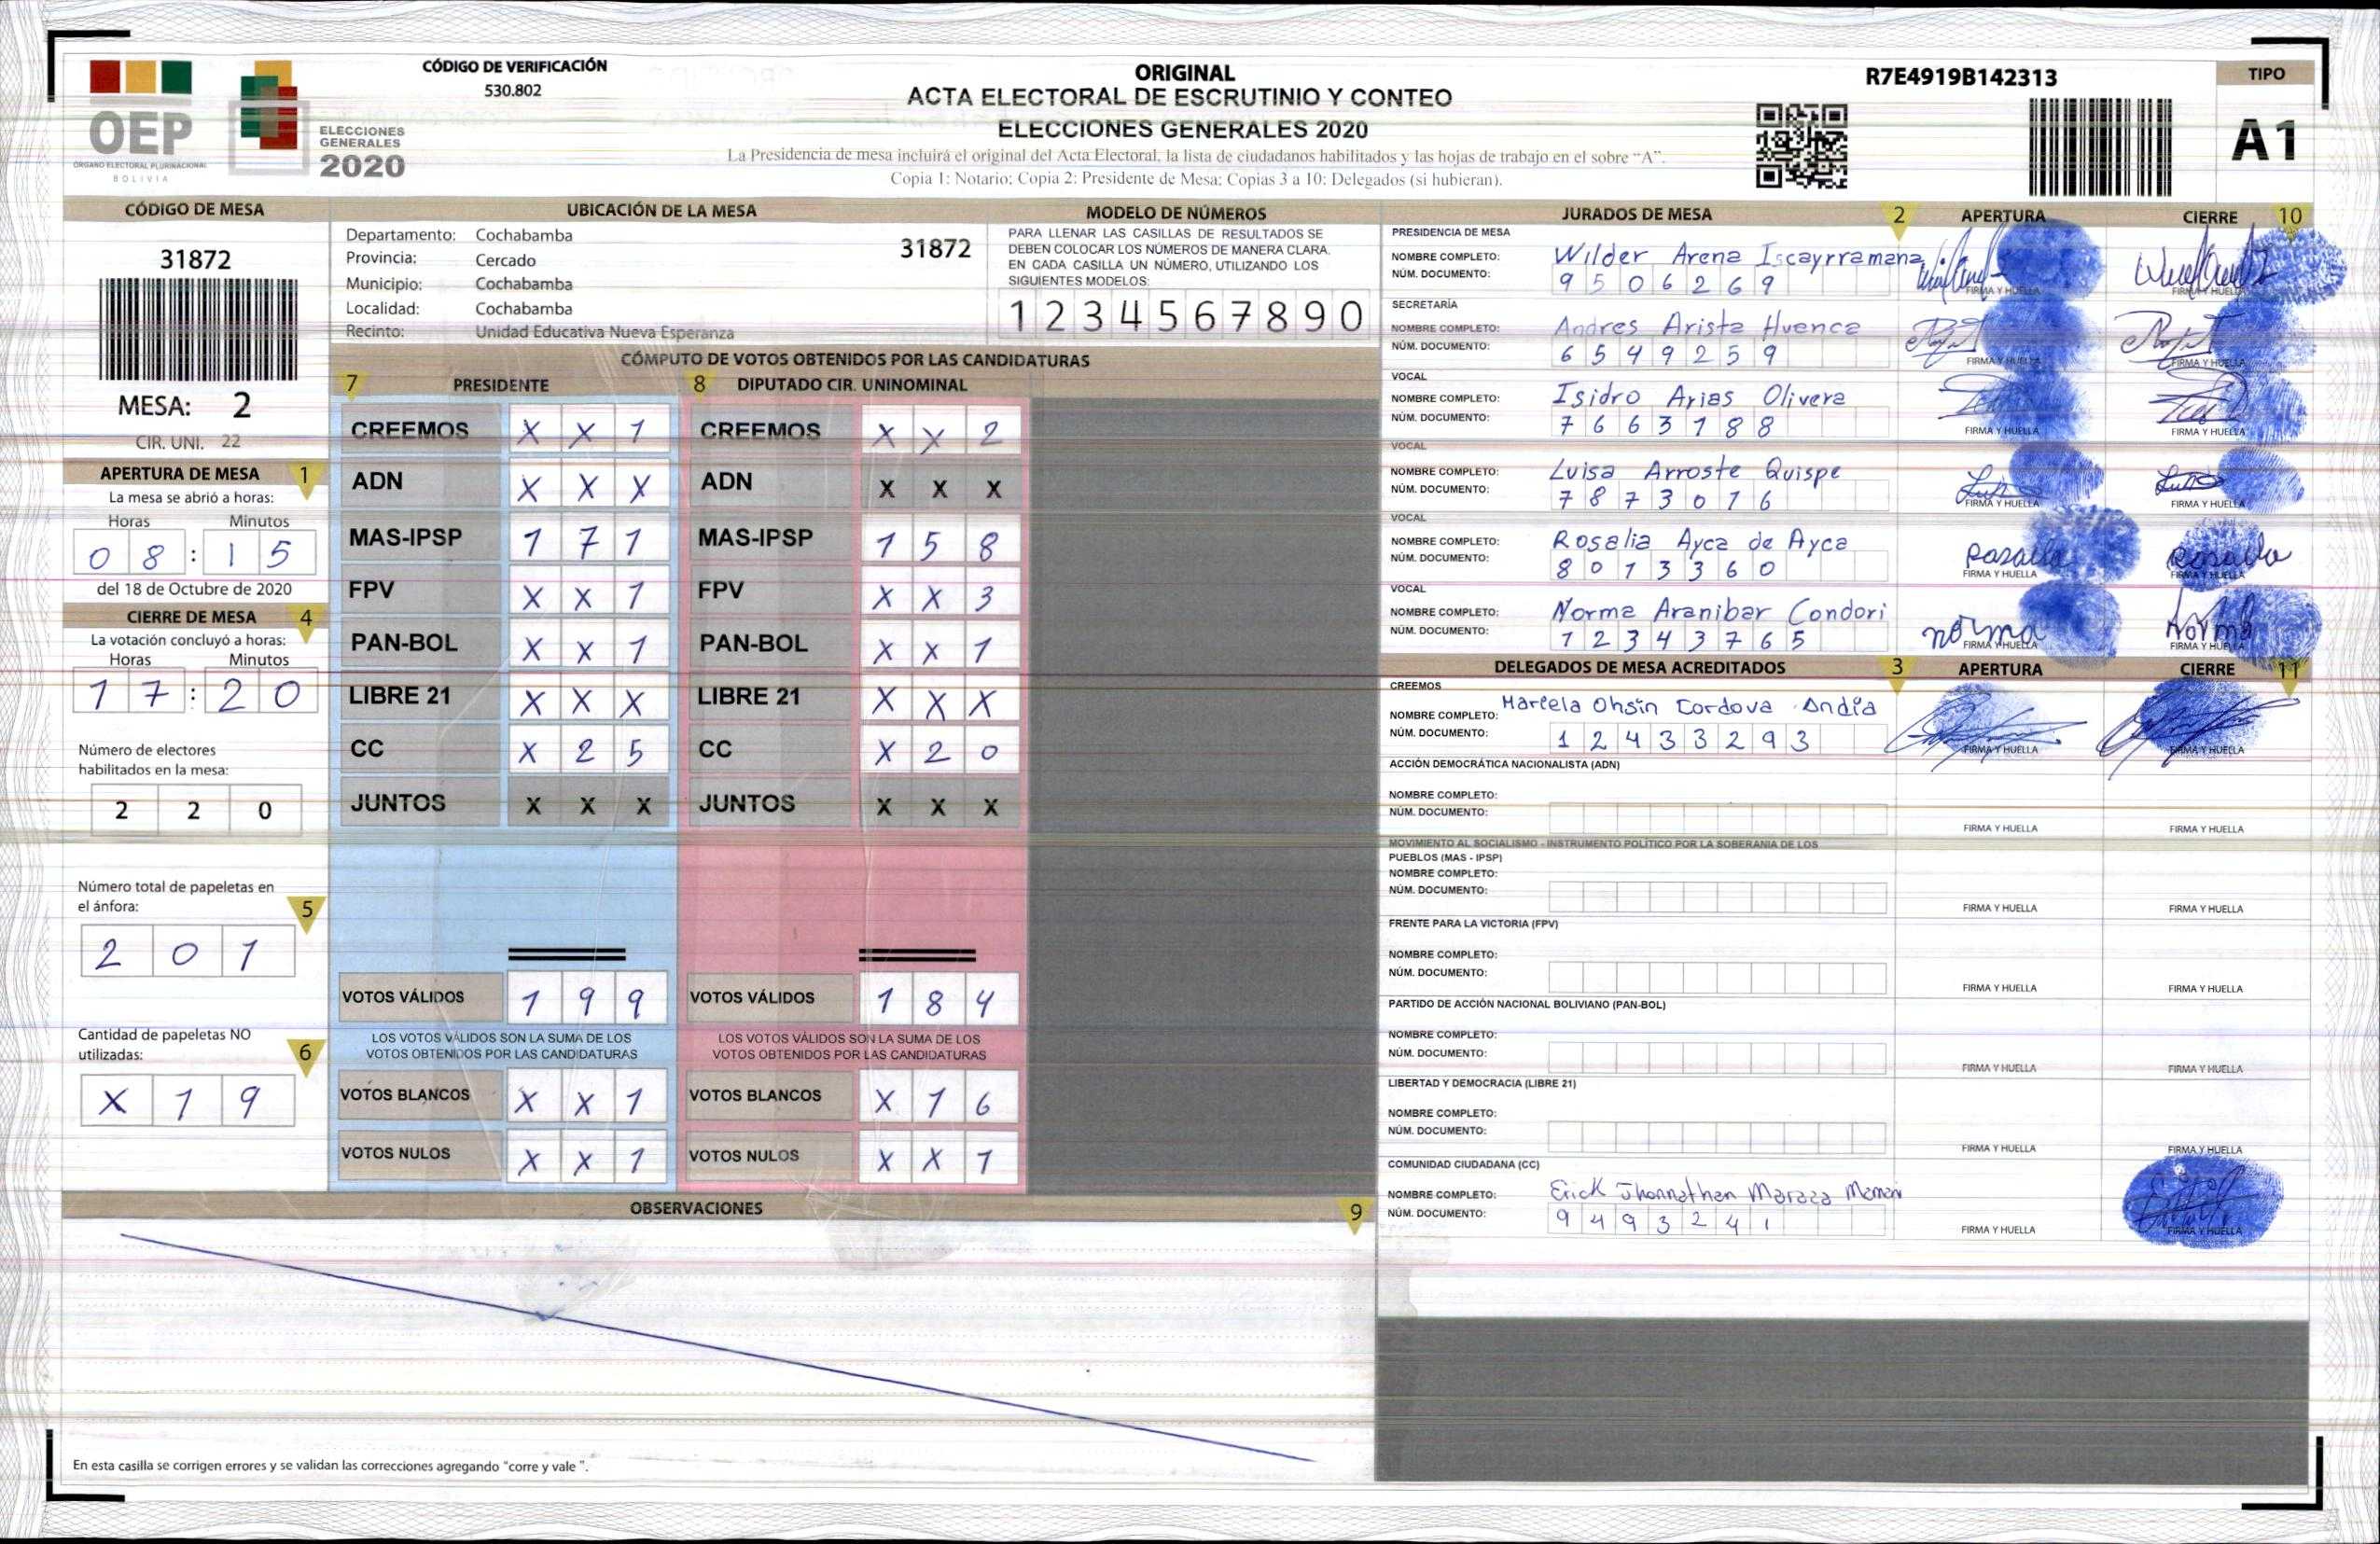 OEP
ÓRGANO ELECTORAL PLURINACIONAL
BOLIVIA
ELECCIONES
GENERALES
2020
CÓDIGO DE VERIFICACIÓN
530.802
ORIGINAL
ACTA ELECTORAL DE ESCRUTINIO Y CONTEO
ELECCIONES GENERALES 2020
La Presidencia de mesa incluirá el original del Acta Electoral, la lista de ciudadanos habilitados y las hojas de trabajo en el sobre "A".
Copia 1: Notario; Copia 2: Presidente de Mesa; Copias 3 a 10: Delegados (si hubieran).
R7E4919B142313
TIPO
A1
CÓDIGO DE MESA
31872
MESA: 2
CIR. UNI. 22
APERTURA DE MESA 1
La mesa se abrió a horas:
Horas Minutos
0 8 : 1 5
del 18 de Octubre de 2020
CIERRE DE MESA 4
La votación concluyó a horas:
Horas Minutos
1 7 : 2 0
Número de electores
habilitados en la mesa:
2 2 0
Número total de papeletas en
el ánfora: 5
2 0 1
Cantidad de papeletas NO
utilizadas: 6
X 1 9
UBICACIÓN DE LA MESA
Departamento: Cochabamba 31872
Provincia: Cercado
Municipio: Cochabamba
Localidad: Cochabamba
Recinto: Unidad Educativa Nueva Esperanza
MODELO DE NÚMEROS
PARA LLENAR LAS CASILLAS DE RESULTADOS SE
DEBEN COLOCAR LOS NÚMEROS DE MANERA CLARA.
EN CADA CASILLA UN NÚMERO, UTILIZANDO LOS
SIGUIENTES MODELOS:
1 2 3 4 5 6 7 8 9 0
CÓMPUTO DE VOTOS OBTENIDOS POR LAS CANDIDATURAS
7 PRESIDENTE 8 DIPUTADO CIR. UNINOMINAL
CREEMOS X X 1 CREEMOS X X 2
ADN X X X ADN X X X
MAS-IPSP 1 7 1 MAS-IPSP 1 5 8
FPV X X 1 FPV X X 3
PAN-BOL X X 1 PAN-BOL X X 1
LIBRE 21 X X X LIBRE 21 X X X
CC X 2 5 CC X 2 0
JUNTOS X X X JUNTOS X X X
VOTOS VÁLIDOS 1 9 9 VOTOS VÁLIDOS 1 8 4
LOS VOTOS VÁLIDOS SON LA SUMA DE LOS LOS VOTOS VÁLIDOS SON LA SUMA DE LOS
VOTOS OBTENIDOS POR LAS CANDIDATURAS VOTOS OBTENIDOS POR LAS CANDIDATURAS
VOTOS BLANCOS X X 1 VOTOS BLANCOS X 1 6
VOTOS NULOS X X 1 VOTOS NULOS X X 1
OBSERVACIONES 9
En esta casilla se corrigen errores y se validan las correcciones agregando "corre y vale ".
JURADOS DE MESA 2 APERTURA CIERRE 10
PRESIDENCIA DE MESA
NOMBRE COMPLETO: Wilder Arena Iscayrramana
NÚM. DOCUMENTO: 9 5 0 6 2 6 9 FIRMA Y HUELLA FIRMA Y HUELLA
SECRETARÍA
NOMBRE COMPLETO: Andres Arista Huenca
NÚM. DOCUMENTO: 6 5 4 9 2 5 9 FIRMA Y HUELLA FIRMA Y HUELLA
VOCAL
NOMBRE COMPLETO: Isidro Arias Olivera
NÚM. DOCUMENTO: 7 6 6 3 1 8 8 FIRMA Y HUELLA FIRMA Y HUELLA
VOCAL
NOMBRE COMPLETO: Luisa Arroste Quispe
NÚM. DOCUMENTO: 7 8 7 3 0 1 6 FIRMA Y HUELLA FIRMA Y HUELLA
VOCAL
NOMBRE COMPLETO: Rosalia Ayca de Ayca
NÚM. DOCUMENTO: 8 0 1 3 3 6 0 Rosalia FIRMA Y HUELLA Rosalia FIRMA Y HUELLA
VOCAL
NOMBRE COMPLETO: Norma Aranibar Condori
NÚM. DOCUMENTO: 1 2 3 4 3 7 6 5 norma FIRMA Y HUELLA Norma FIRMA Y HUELLA
DELEGADOS DE MESA ACREDITADOS 3 APERTURA CIERRE 11
CREEMOS
NOMBRE COMPLETO: Marcela Ohsin Cordova Andia
NÚM. DOCUMENTO: 1 2 4 3 3 2 9 3 FIRMA Y HUELLA FIRMA Y HUELLA
ACCIÓN DEMOCRÁTICA NACIONALISTA (ADN)
NOMBRE COMPLETO:
NÚM. DOCUMENTO: FIRMA Y HUELLA FIRMA Y HUELLA
MOVIMIENTO AL SOCIALISMO - INSTRUMENTO POLÍTICO POR LA SOBERANIA DE LOS
PUEBLOS (MAS - IPSP)
NOMBRE COMPLETO:
NÚM. DOCUMENTO: FIRMA Y HUELLA FIRMA Y HUELLA
FRENTE PARA LA VICTORIA (FPV)
NOMBRE COMPLETO:
NÚM. DOCUMENTO: FIRMA Y HUELLA FIRMA Y HUELLA
PARTIDO DE ACCIÓN NACIONAL BOLIVIANO (PAN-BOL)
NOMBRE COMPLETO:
NÚM. DOCUMENTO: FIRMA Y HUELLA FIRMA Y HUELLA
LIBERTAD Y DEMOCRACIA (LIBRE 21)
NOMBRE COMPLETO:
NÚM. DOCUMENTO: FIRMA Y HUELLA FIRMA Y HUELLA
COMUNIDAD CIUDADANA (CC)
NOMBRE COMPLETO: Erick Jhonnathan Maraza Mamani
NÚM. DOCUMENTO: 9 4 9 3 2 4 1 FIRMA Y HUELLA FIRMA Y HUELLA